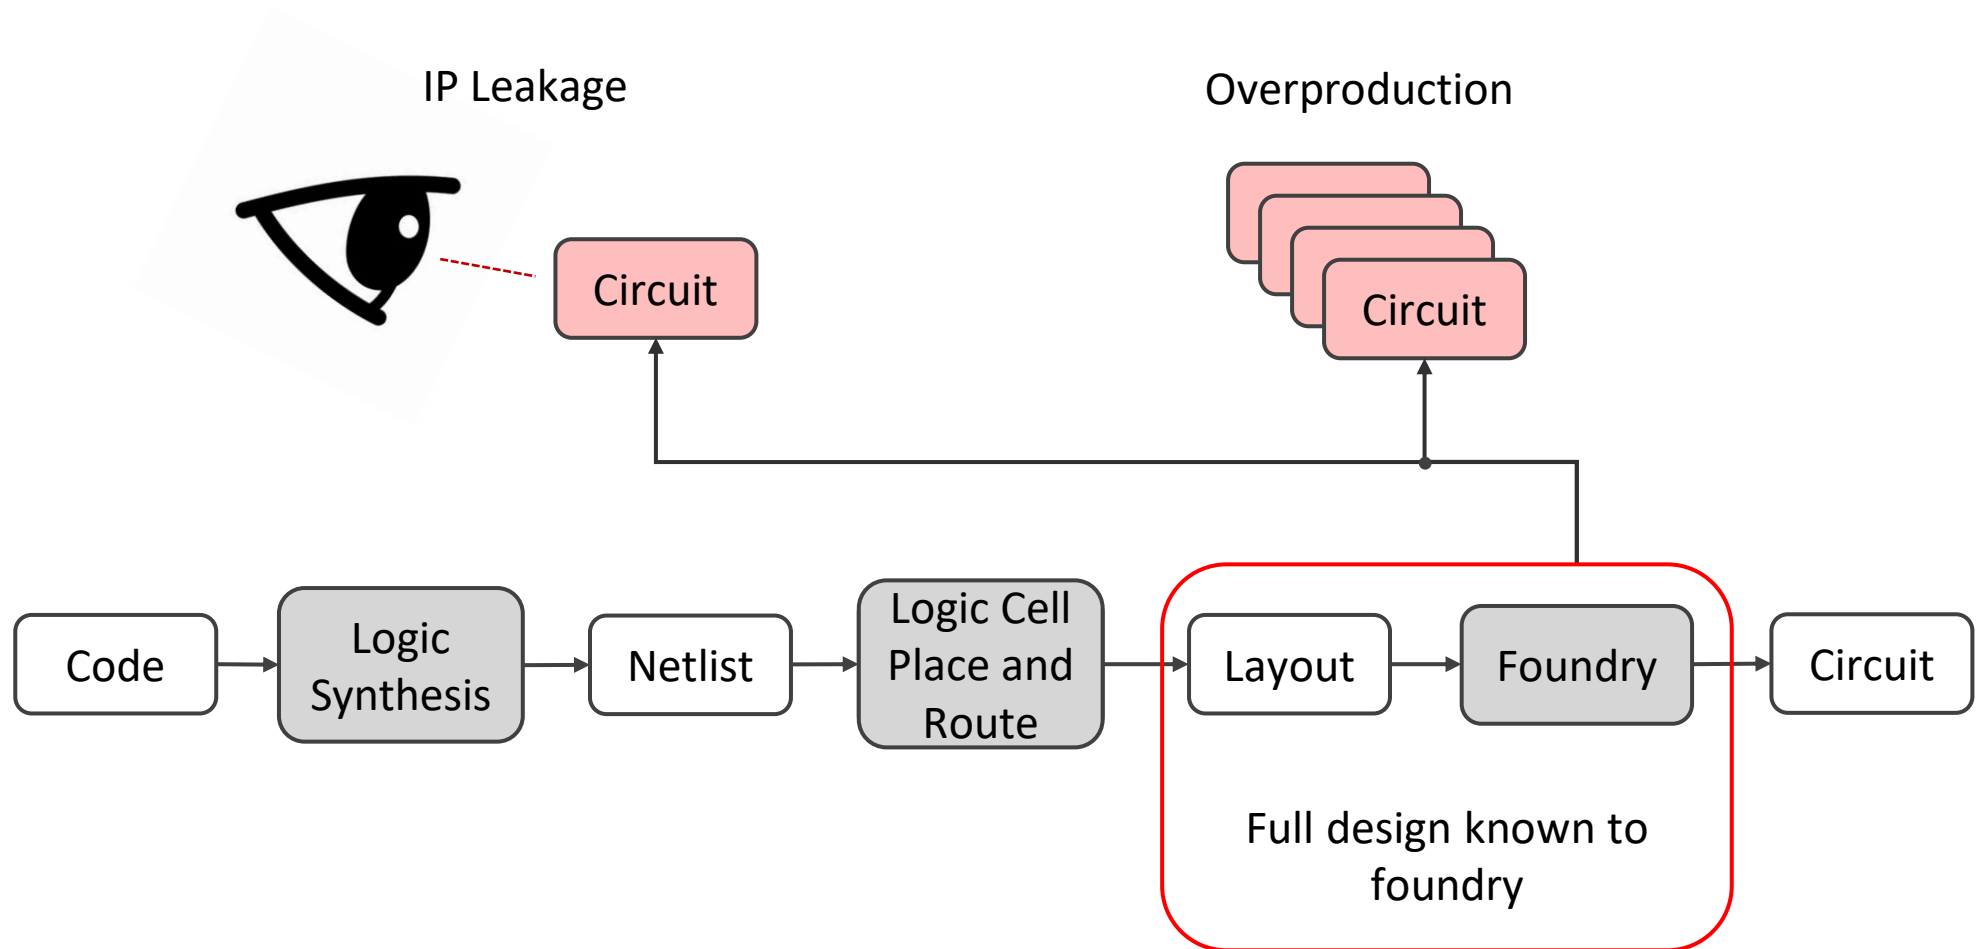 IP Leakage
Overproduction
Circuit
Circuit
Code
Logic
Synthesis
Netlist
Logic Cell
Place and
Route
Layout
Foundry
Circuit
Full design known to
foundry